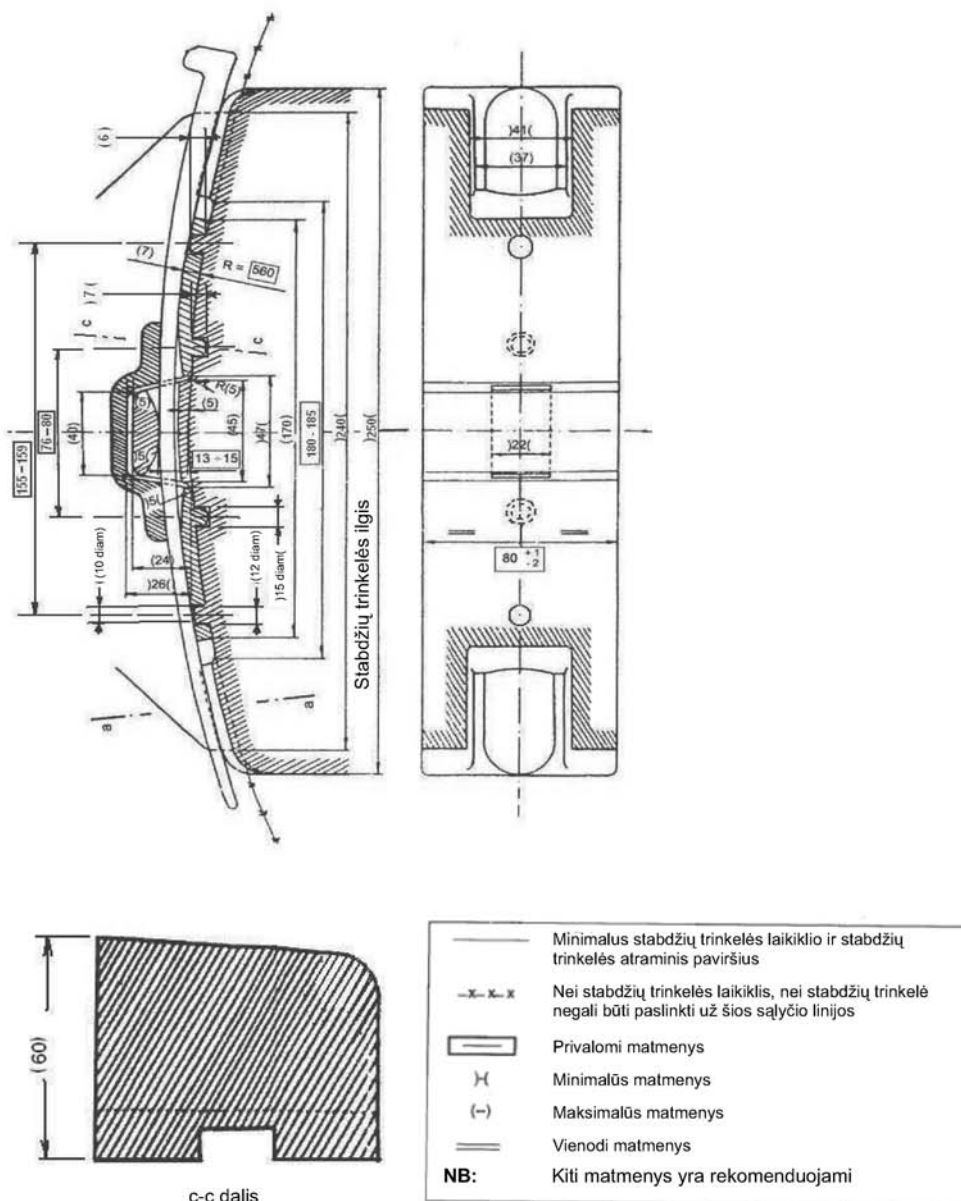 (6)
)41(
(37)
(7)
R = 560
)7(
c
c
R(5)
(5)
(5)
155-159
76-80
(40)
)5(
13 ÷ 15
(45)
)47(
(170)
180-185
)240(
)250(
)22(
(24)
)26(
(10 diam)
(12 diam)
)15 diam(
80 +1 -2
Stabdžių trinkelės ilgis
a
a
(60)
c-c dalis
Minimalus stabdžių trinkelės laikiklio ir stabdžių
trinkelės atraminis paviršius
-x-x-x Nei stabdžių trinkelės laikiklis, nei stabdžių trinkelė
negali būti paslinkti už šios sąlyčio linijos
Privalomi matmenys
)-( Minimalūs matmenys
(-) Maksimalūs matmenys
Vienodi matmenys
NB: Kiti matmenys yra rekomenduojami